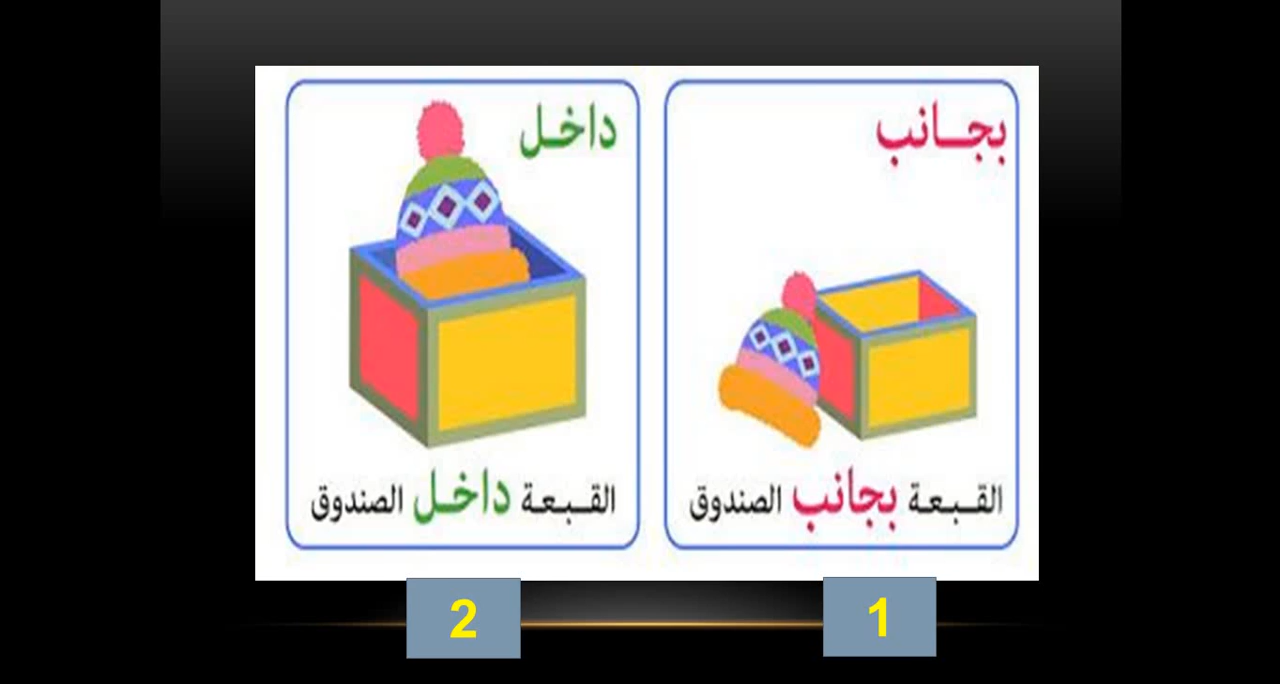 بجانب
القبعة بجانب الصندوق
1
داخل
القبعة داخل الصندوق
2